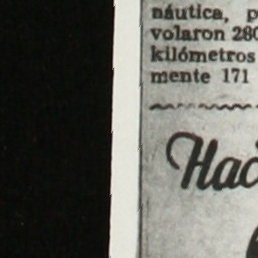 náutica, p
volaron 280
kilómetros
mente 171
Hac